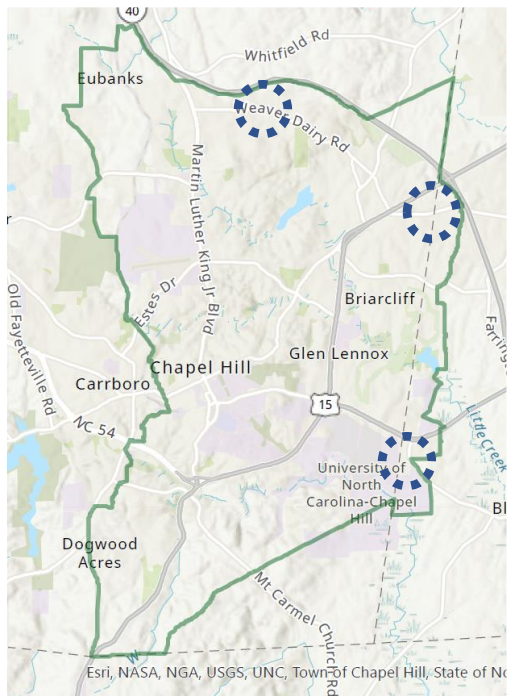 40
Whitfield Rd
Eubanks
Weaver Dairy Rd
Martin Luther King Jr Blvd
r
Old Fayetteville Rd
Estes Dr
Briarcliff
Farring
Glen Lennox
Chapel Hill
Carrboro
15
NC 54
Little Creek
University of
North
Carolina-Chapel
Hill
Bl
Dogwood
Acres
Mt Carmel Church Rd
W
Esri, NASA, NGA, USGS, UNC, Town of Chapel Hill, State of No